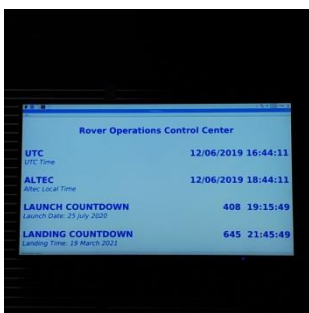 Rover Operations Control Center
UTC 12/06/2019 16:44:11
UTC Time
ALTEC 12/06/2019 18:44:11
Altec Local Time
LAUNCH COUNTDOWN 408 19:15:49
Launch Date: 25 July 2020
LANDING COUNTDOWN 645 21:45:49
Landing Time: 19 March 2021